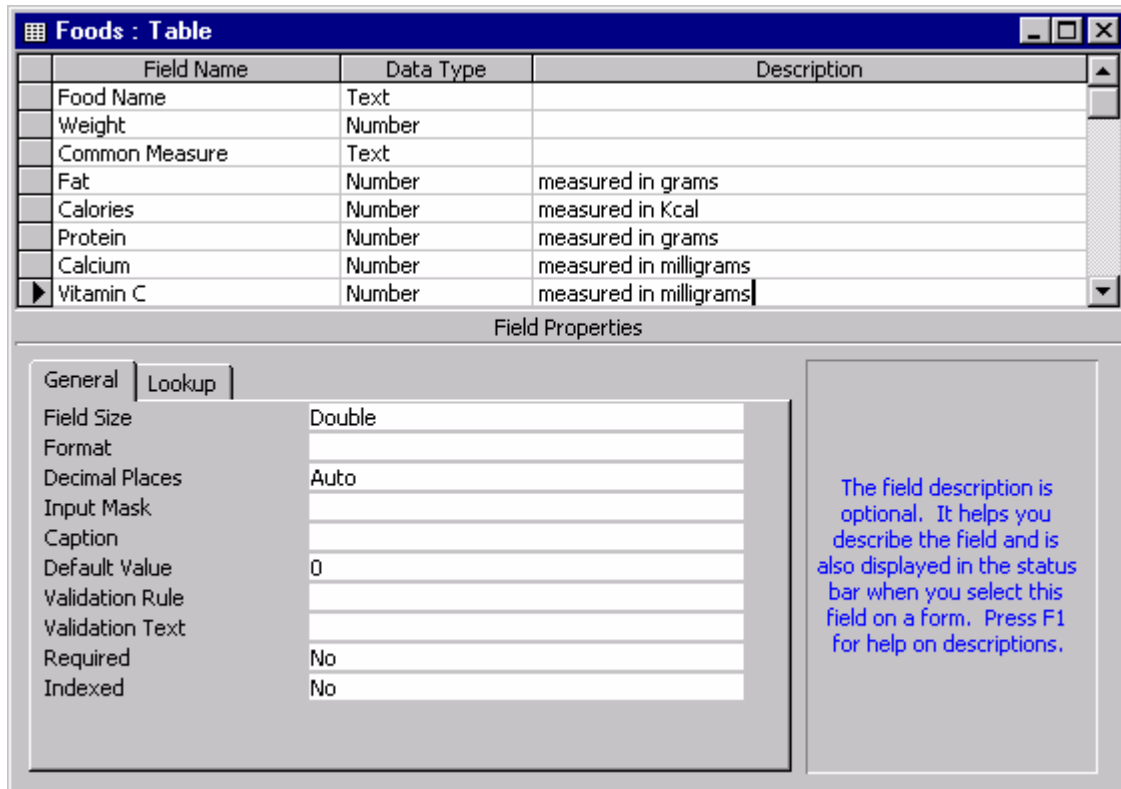 Foods : Table
Field Name Data Type Description
Food Name Text
Weight Number
Common Measure Text
Fat Number measured in grams
Calories Number measured in Kcal
Protein Number measured in grams
Calcium Number measured in milligrams
Vitamin C Number measured in milligrams
Field Properties
General Lookup
Field Size Double
Format
Decimal Places Auto
Input Mask
Caption
Default Value 0
Validation Rule
Validation Text
Required No
Indexed No
The field description is
optional. It helps you
describe the field and is
also displayed in the status
bar when you select this
field on a form. Press F1
for help on descriptions.